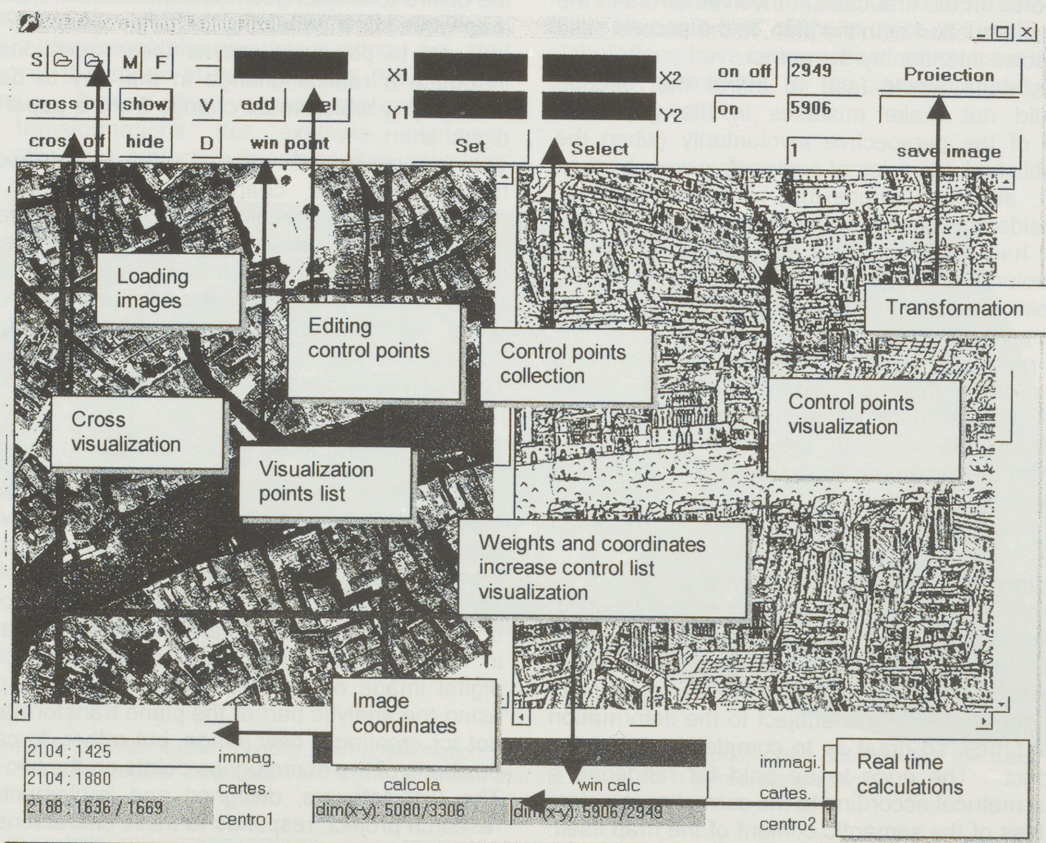 S M F X1 X2 on off 2949
cross on show V add Y1 Y2 on 5906
cross off hide D win point Set Select save image
Loading
images
Editing
control points
Control points
collection
Transformation
Cross
visualization
Visualization
points list
Control points
visualization
Weights and coordinates
increase control list
visualization
Image
coordinates
Real time
calculations
2104 ; 1425 immag. immagi.
2104 ; 1880 cartes. calcola win calc cartes.
2188 : 1636 / 1669 centro1 dim(x-y): 5080/3306 dim(x-y): 5906/2949 centro2